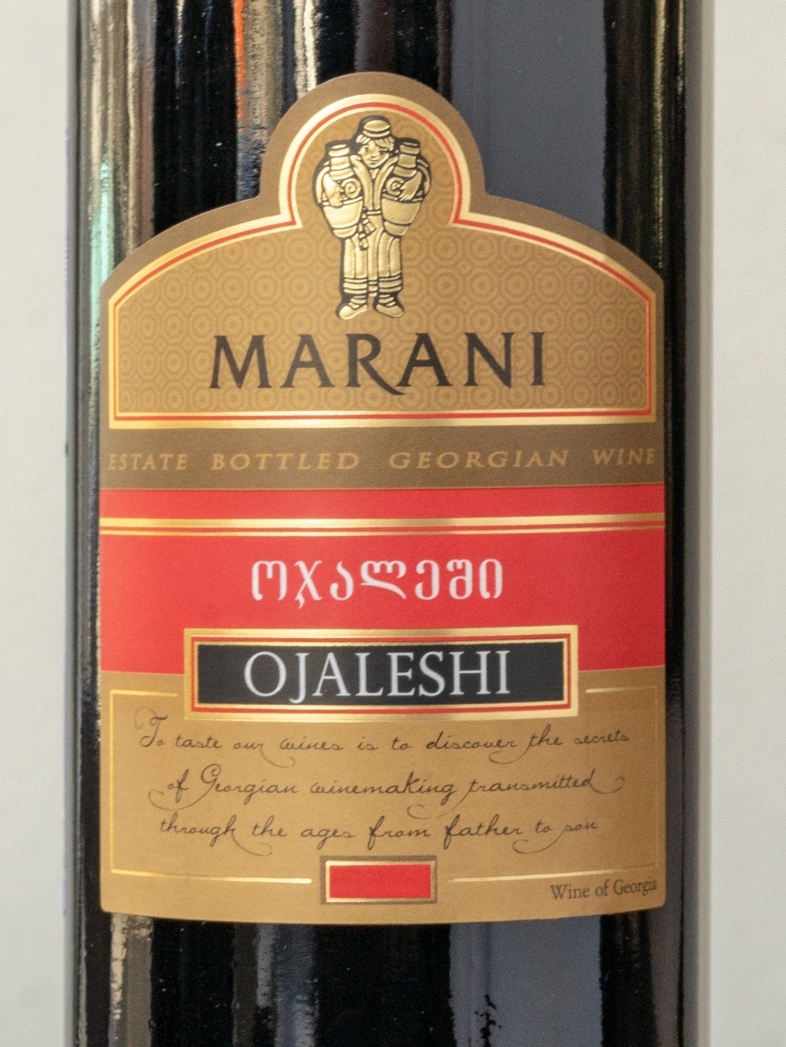 MARANI
ESTATE BOTTLED GEORGIAN WINE
ოჯალეში
OJALESHI
To taste our wines is to discover the secrets
of Georgian winemaking transmitted
through the ages from father to son
Wine of Georgia